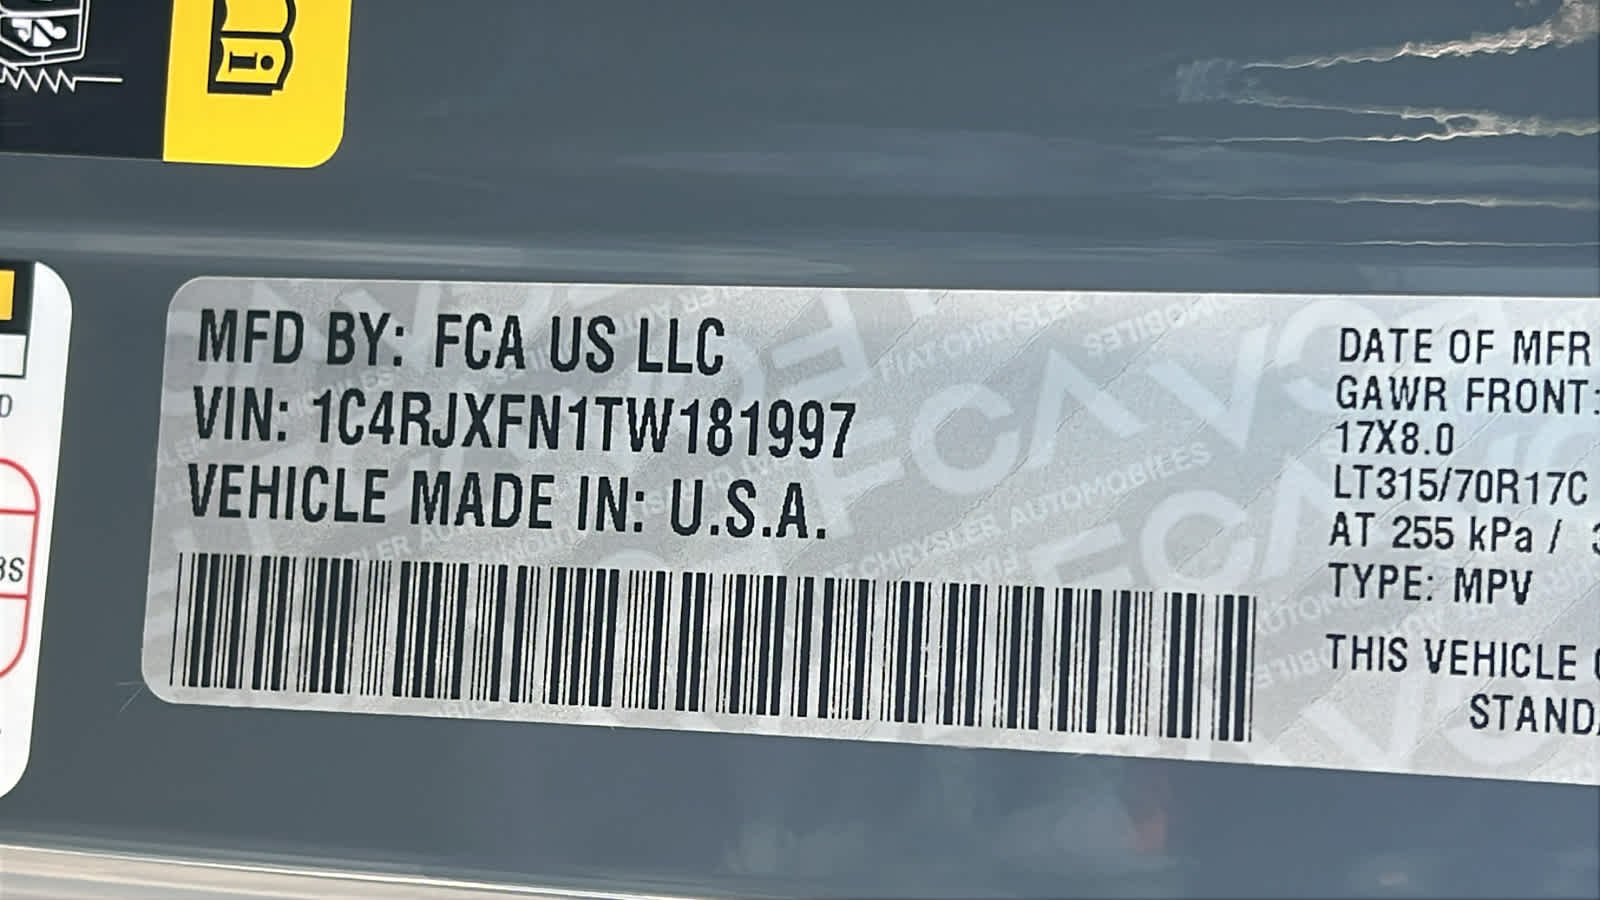 MFD BY: FCA US LLC
VIN: 1C4RJXFN1TW181997
VEHICLE MADE IN: U.S.A.
DATE OF MFR
GAWR FRONT:
17X8.0
LT315/70R17C
AT 255 kPa /
TYPE: MPV
THIS VEHICLE